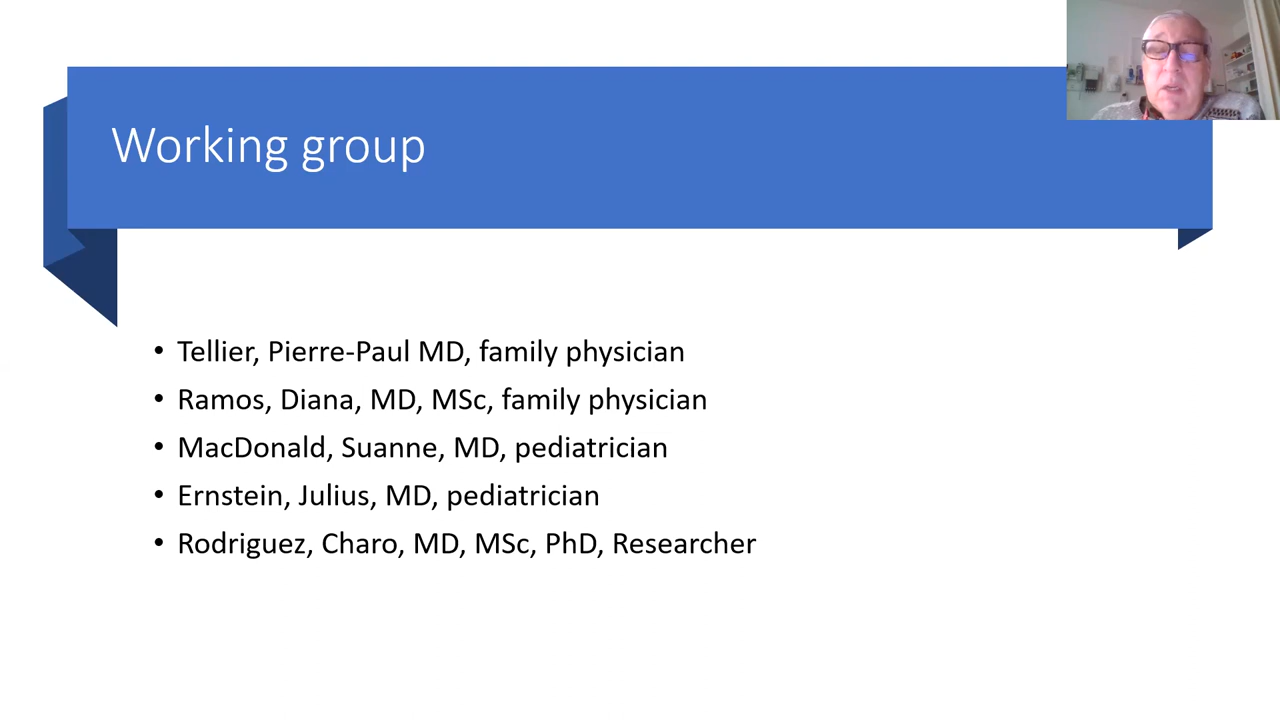 Working group
• Tellier, Pierre-Paul MD, family physician
• Ramos, Diana, MD, MSc, family physician
• MacDonald, Suanne, MD, pediatrician
• Ernstein, Julius, MD, pediatrician
• Rodriguez, Charo, MD, MSc, PhD, Researcher